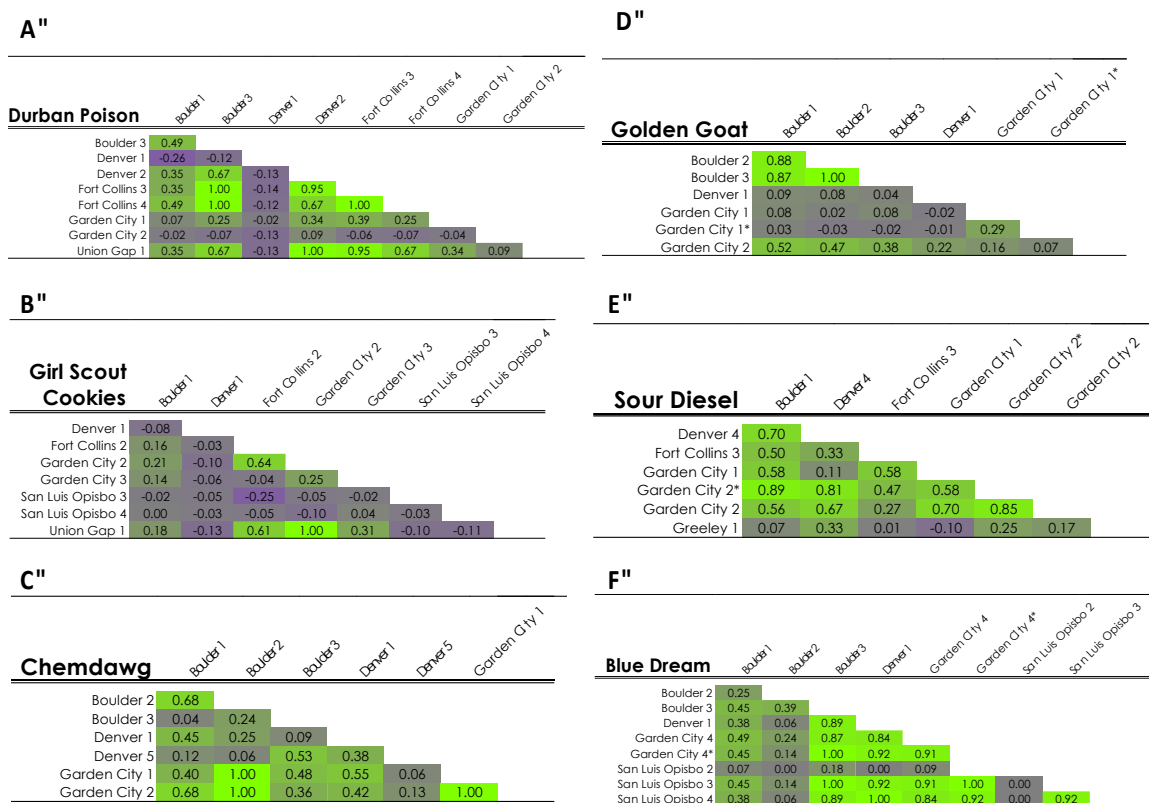 A"
Durban Poison
Boulder 1 Boulder 3 Denver 1 Denver 2 Fort Collins 3 Fort Collins 4 Garden City 1 Garden City 2
Boulder 3 0.49
Denver 1 -0.26 -0.12
Denver 2 0.35 0.67 -0.13
Fort Collins 3 0.35 1.00 -0.14 0.95
Fort Collins 4 0.49 1.00 -0.12 0.67 1.00
Garden City 1 0.07 0.25 -0.02 0.34 0.39 0.25
Garden City 2 -0.02 -0.07 -0.13 0.09 -0.06 -0.07 -0.04
Union Gap 1 0.35 0.67 -0.13 1.00 0.95 0.67 0.34 0.09
B"
Girl Scout
Cookies
Boulder 1 Denver 1 Fort Collins 2 Garden City 2 Garden City 3 San Luis Opisbo 3 San Luis Opisbo 4
Denver 1 -0.08
Fort Collins 2 0.16 -0.03
Garden City 2 0.21 -0.10 0.64
Garden City 3 0.14 -0.06 -0.04 0.25
San Luis Opisbo 3 -0.02 -0.05 -0.25 -0.05 -0.02
San Luis Opisbo 4 0.00 -0.03 -0.05 -0.10 0.04 -0.03
Union Gap 1 0.18 -0.13 0.61 1.00 0.31 -0.10 -0.11
C"
Chemdawg
Boulder 1 Boulder 2 Boulder 3 Denver 1 Denver 5 Garden City 1
Boulder 2 0.68
Boulder 3 0.04 0.24
Denver 1 0.45 0.25 0.09
Denver 5 0.12 0.06 0.53 0.38
Garden City 1 0.40 1.00 0.48 0.55 0.06
Garden City 2 0.68 1.00 0.36 0.42 0.13 1.00
D"
Golden Goat
Boulder 1 Boulder 2 Boulder 3 Denver 1 Garden City 1 Garden City 1*
Boulder 2 0.88
Boulder 3 0.87 1.00
Denver 1 0.09 0.08 0.04
Garden City 1 0.08 0.02 0.08 -0.02
Garden City 1* 0.03 -0.03 -0.02 -0.01 0.29
Garden City 2 0.52 0.47 0.38 0.22 0.16 0.07
E"
Sour Diesel
Boulder 1 Denver 4 Fort Collins 3 Garden City 1 Garden City 2* Garden City 2
Denver 4 0.70
Fort Collins 3 0.50 0.33
Garden City 1 0.58 0.11 0.58
Garden City 2* 0.89 0.81 0.47 0.58
Garden City 2 0.56 0.67 0.27 0.70 0.85
Greeley 1 0.07 0.33 0.01 -0.10 0.25 0.17
F"
Blue Dream
Boulder 1 Boulder 2 Boulder 3 Denver 1 Garden City 4 Garden City 4* San Luis Opisbo 2 San Luis Opisbo 3
Boulder 2 0.25
Boulder 3 0.45 0.39
Denver 1 0.38 0.06 0.89
Garden City 4 0.49 0.24 0.87 0.84
Garden City 4* 0.45 0.14 1.00 0.92 0.91
San Luis Opisbo 2 0.07 0.00 0.18 0.00 0.09
San Luis Opisbo 3 0.45 0.14 1.00 0.92 0.91 1.00 0.00
San Luis Opisbo 4 0.38 0.06 0.89 1.00 0.84 0.92 0.00 0.92